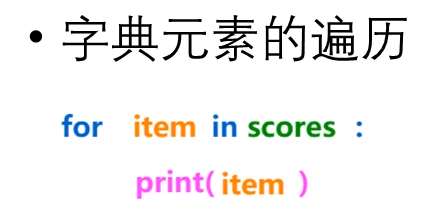 • 字典元素的遍历
for item in scores :
print( item )